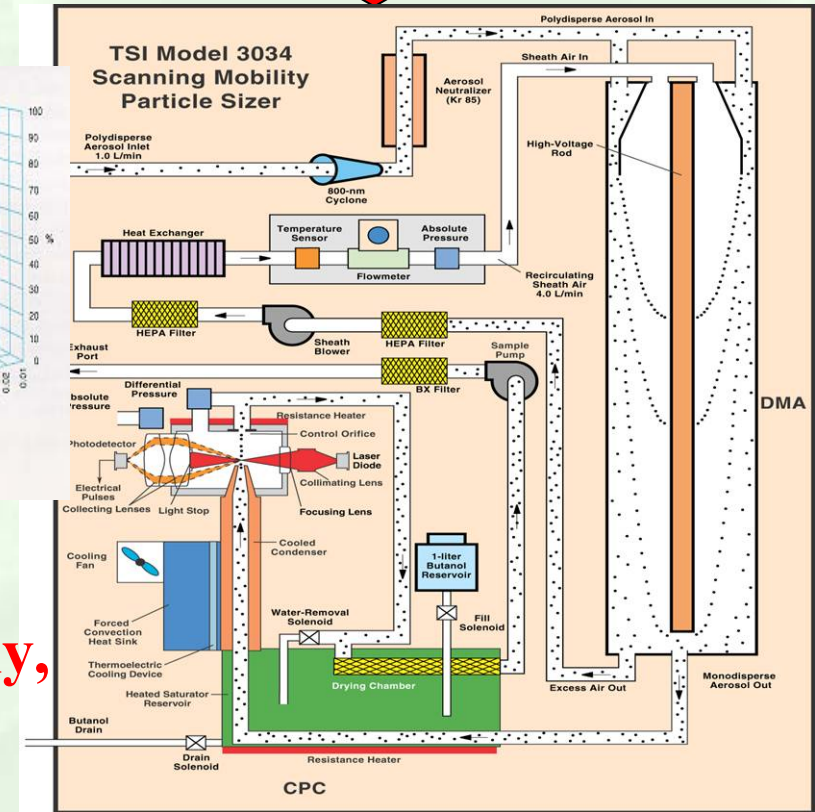 Polydisperse Aerosol In
TSI Model 3034
Scanning Mobility
Particle Sizer
Sheath Air In
Aerosol
Neutralizer
(Kr 85)
Polydisperse
Aerosol Inlet
1.0 L/min
800-nm
Cyclone
High-Voltage
Rod
100
90
80
70
60
50
40
30
20
10
0
%
20.0
10.0
Heat Exchanger
Temperature
Sensor
Absolute
Pressure
Flowmeter
Recirculating
Sheath Air
4.0 L/min
HEPA Filter
Sheath
Blower
HEPA Filter
Sample
Pump
Exhaust
Port
BX Filter
DMA
Differential
Pressure
Absolute
Pressure
Resistance Heater
Control Orifice
Photodetector
Laser
Diode
Collimating Lens
Electrical
Pulses
Collecting Lenses
Light Stop
Focusing Lens
Cooled
Condenser
Cooling
Fan
1-liter
Butanol
Reservoir
Water-Removal
Solenoid
Fill
Solenoid
Forced
Convection
Heat Sink
y,
Thermoelectric
Cooling Device
Drying Chamber
Heated Saturator
Reservoir
Excess Air Out
Monodisperse
Aerosol Out
Butanol
Drain
Drain
Solenoid
Resistance Heater
CPC